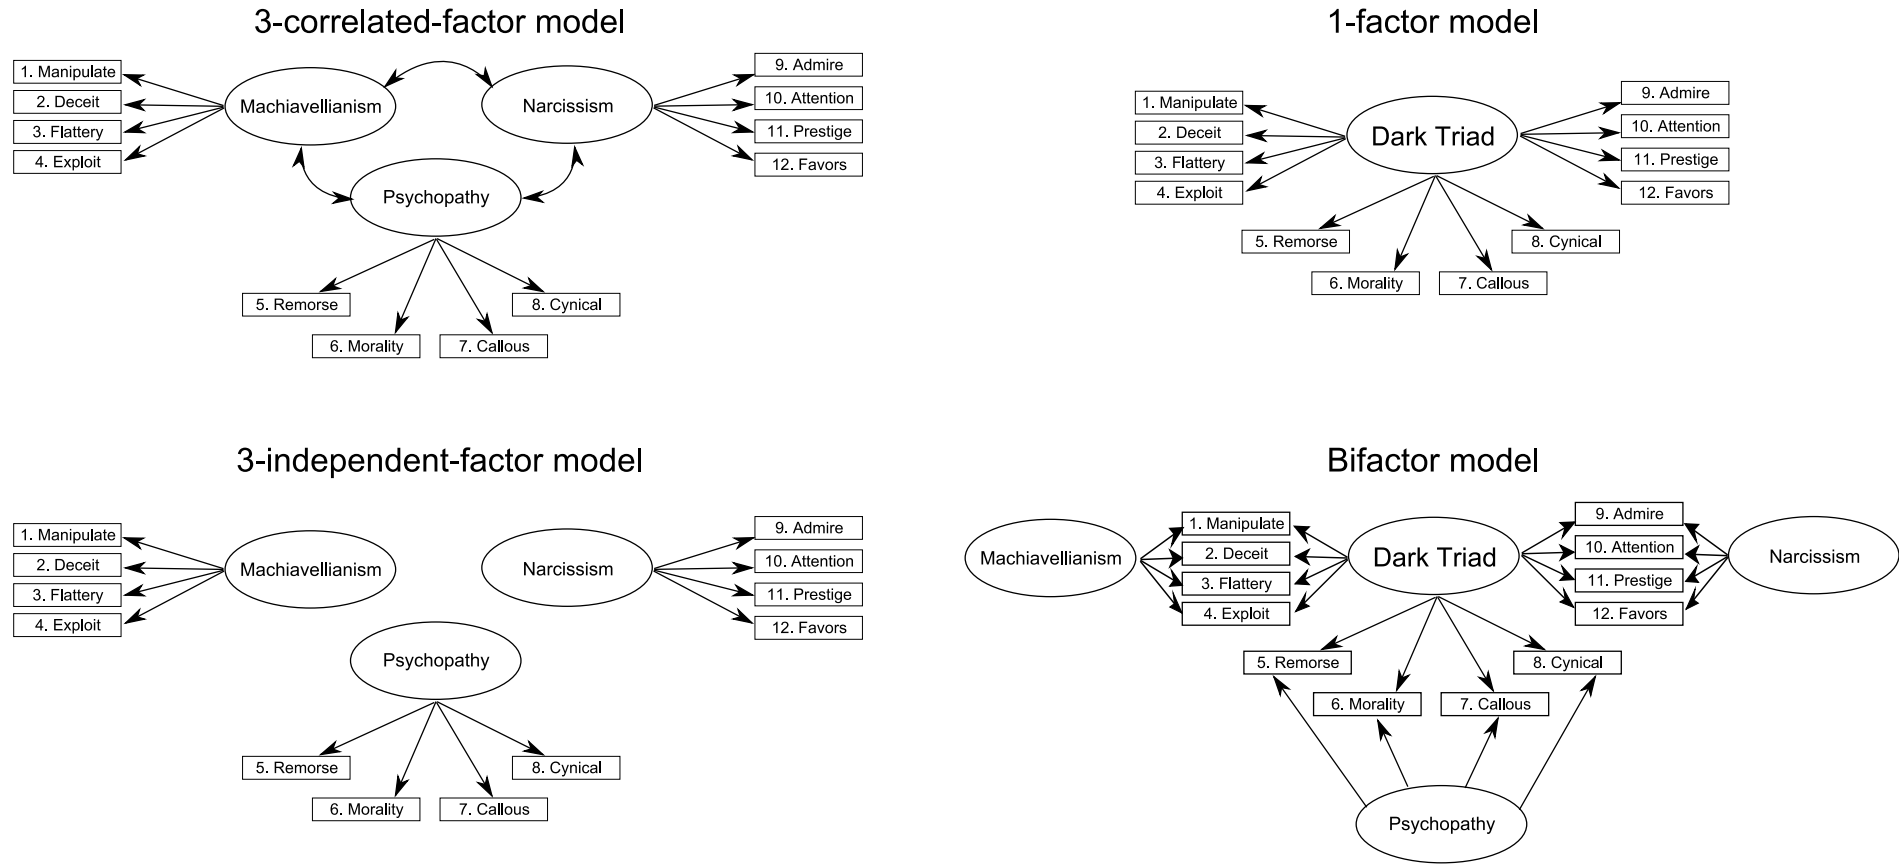 3-correlated-factor model
1. Manipulate
2. Deceit
3. Flattery
4. Exploit
Machiavellianism
Narcissism
9. Admire
10. Attention
11. Prestige
12. Favors
Psychopathy
5. Remorse
8. Cynical
6. Morality
7. Callous
1-factor model
1. Manipulate
2. Deceit
3. Flattery
4. Exploit
Dark Triad
9. Admire
10. Attention
11. Prestige
12. Favors
5. Remorse
8. Cynical
6. Morality
7. Callous
3-independent-factor model
1. Manipulate
2. Deceit
3. Flattery
4. Exploit
Machiavellianism
Narcissism
9. Admire
10. Attention
11. Prestige
12. Favors
Psychopathy
5. Remorse
8. Cynical
6. Morality
7. Callous
Bifactor model
Machiavellianism
1. Manipulate
2. Deceit
3. Flattery
4. Exploit
Dark Triad
9. Admire
10. Attention
11. Prestige
12. Favors
Narcissism
5. Remorse
8. Cynical
6. Morality
7. Callous
Psychopathy